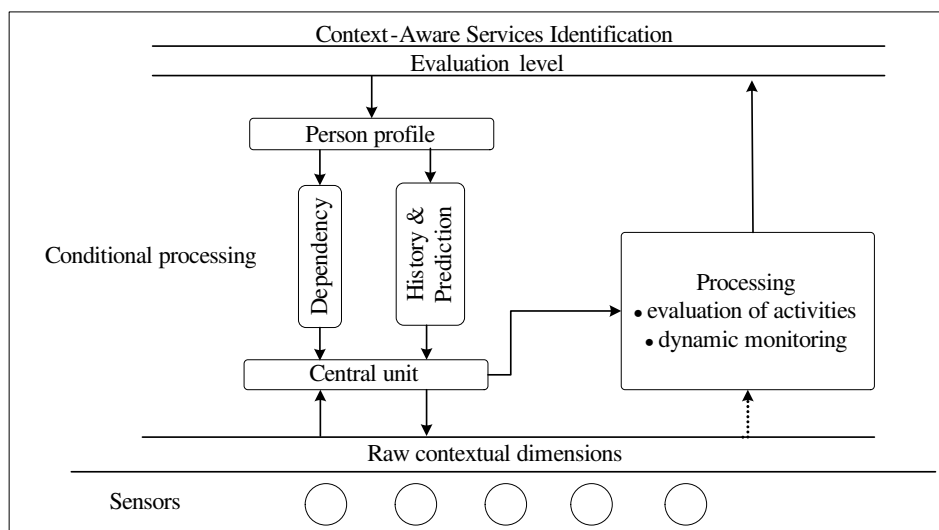 Context-Aware Services Identification
Evaluation level
Person profile
Dependency
History &
Prediction
Conditional processing
Processing
• evaluation of activities
• dynamic monitoring
Central unit
Raw contextual dimensions
Sensors